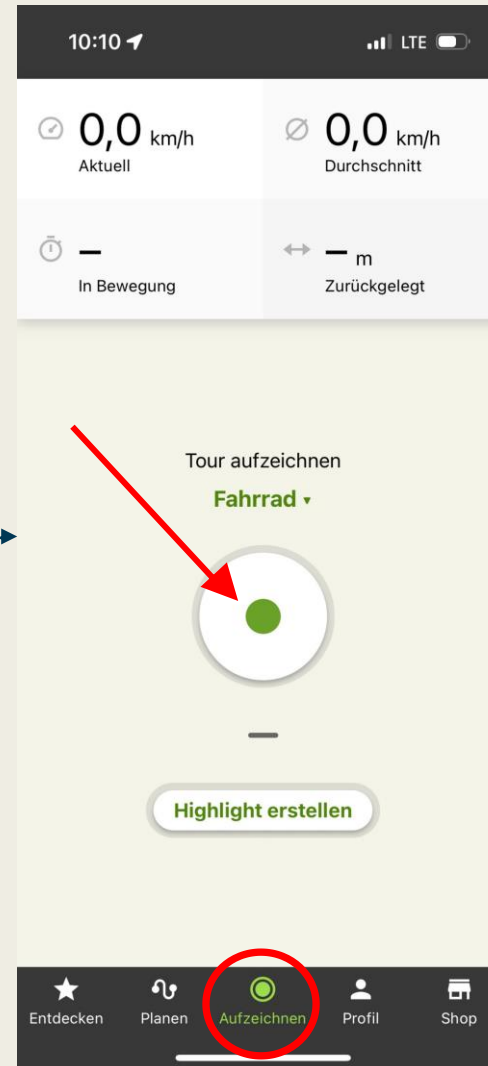 10:10 LTE
0,0 km/h 0,0 km/h
Aktuell Durchschnitt
– – m
In Bewegung Zurückgelegt
Tour aufzeichnen
Fahrrad
Highlight erstellen
Entdecken Planen Aufzeichnen Profil Shop